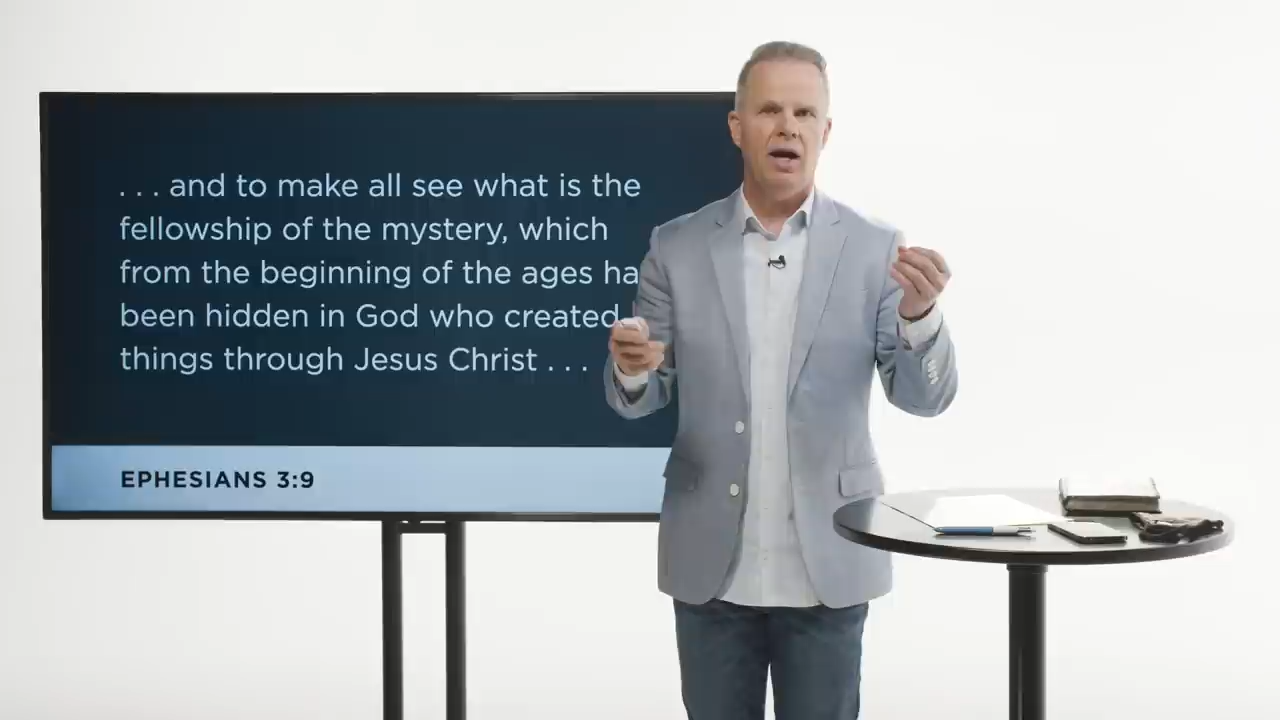 . . . and to make all see what is the
fellowship of the mystery, which
from the beginning of the ages
been hidden in God who created
things through Jesus Christ . . .
EPHESIANS 3:9